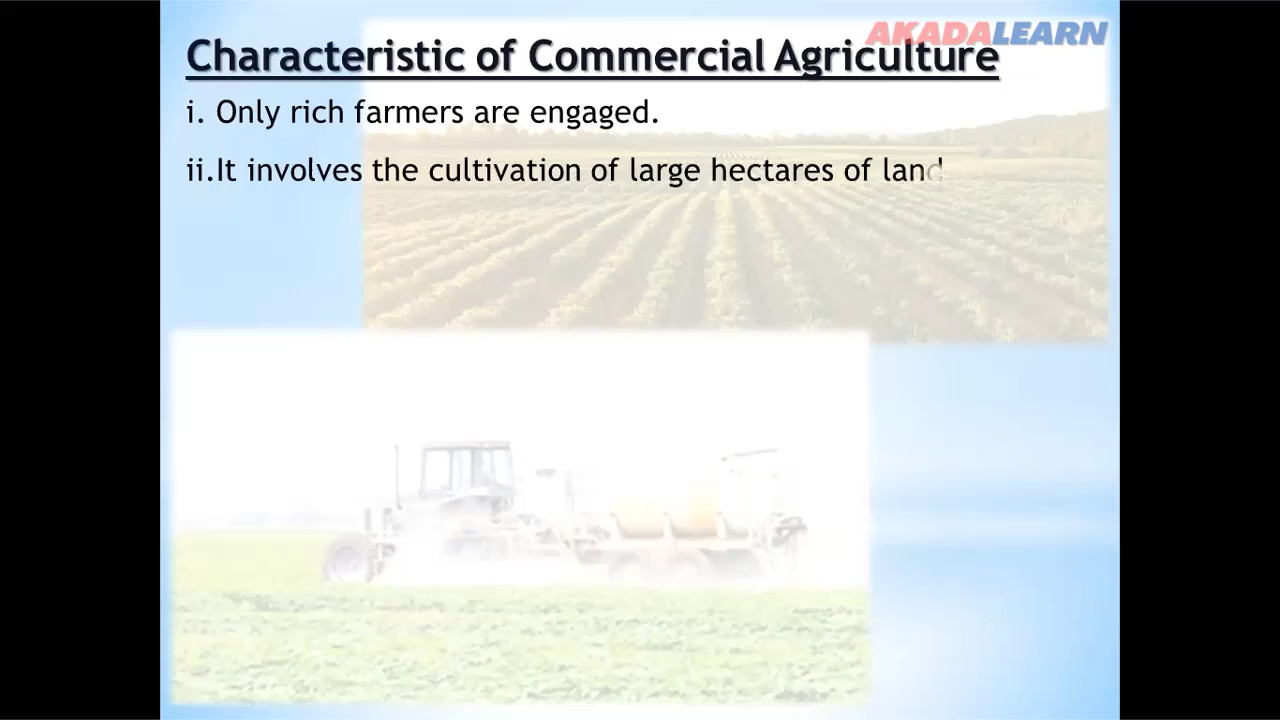 AKADALEARN
Characteristic of Commercial Agriculture
i. Only rich farmers are engaged.
ii.It involves the cultivation of large hectares of land